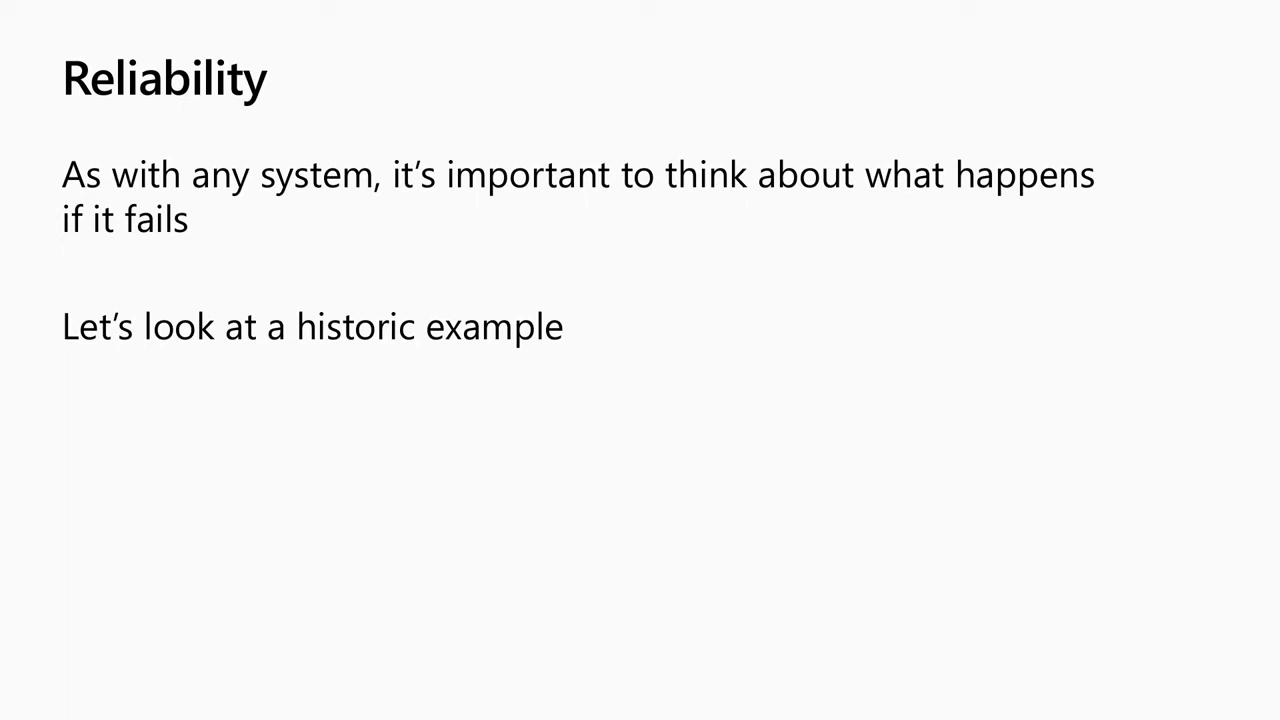 Reliability
As with any system, it’s important to think about what happens
if it fails
Let’s look at a historic example